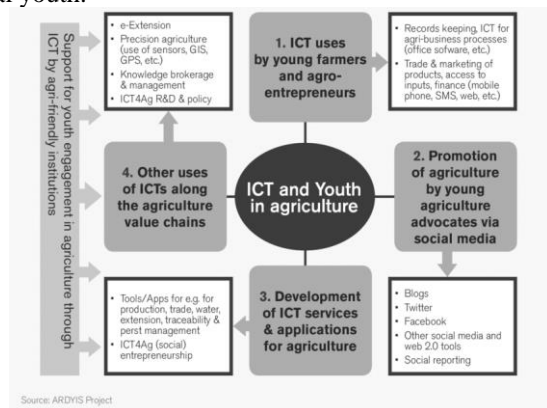 al youth.
Support for youth engagement in agriculture through
ICT by agri-friendly institutions
• e-Extension
• Precision agriculture
(use of sensors, GIS,
GPS, etc.)
• Knowledge brokerage
& management
• ICT4Ag R&D & policy
1. ICT uses
by young farmers
and agro-
entrepreneurs
• Records keeping, ICT for
agri-business processes
(office sofware, etc.)
• Trade & marketing of
products, access to
inputs, finance (mobile
phone, SMS, web, etc.)
4. Other uses
of ICTs along
the agriculture
value chains
ICT and Youth
in agriculture
2. Promotion
of agriculture
by young
agriculture
advocates via
social media
• Tools/Apps for e.g. for
production, trade, water,
extension, traceability &
perst management
• ICT4Ag (social)
entrepreneurship
3. Development
of ICT services
& applications
for agriculture
• Blogs
• Twitter
• Facebook
• Other social media and
web 2.0 tools
• Social reporting
Source: ARDYIS Project